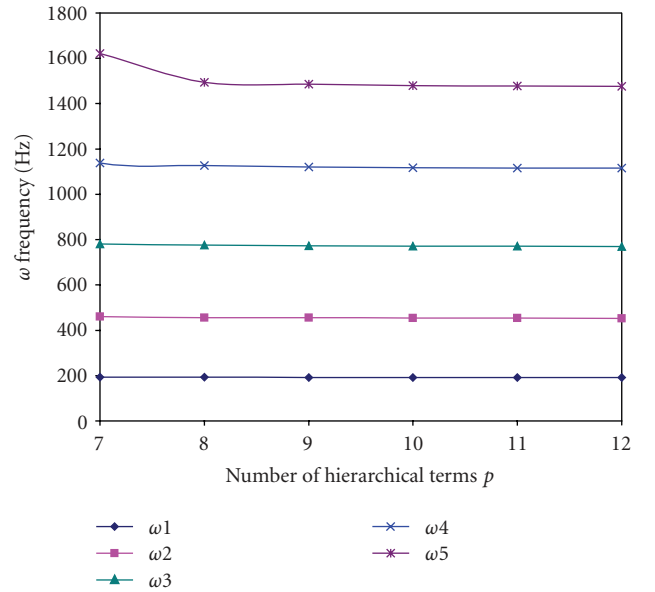 1800
1600
1400
1200
1000
800
600
400
200
0
ω frequency (Hz)
7 8 9 10 11 12
Number of hierarchical terms p
ω1
ω2
ω3
ω4
ω5